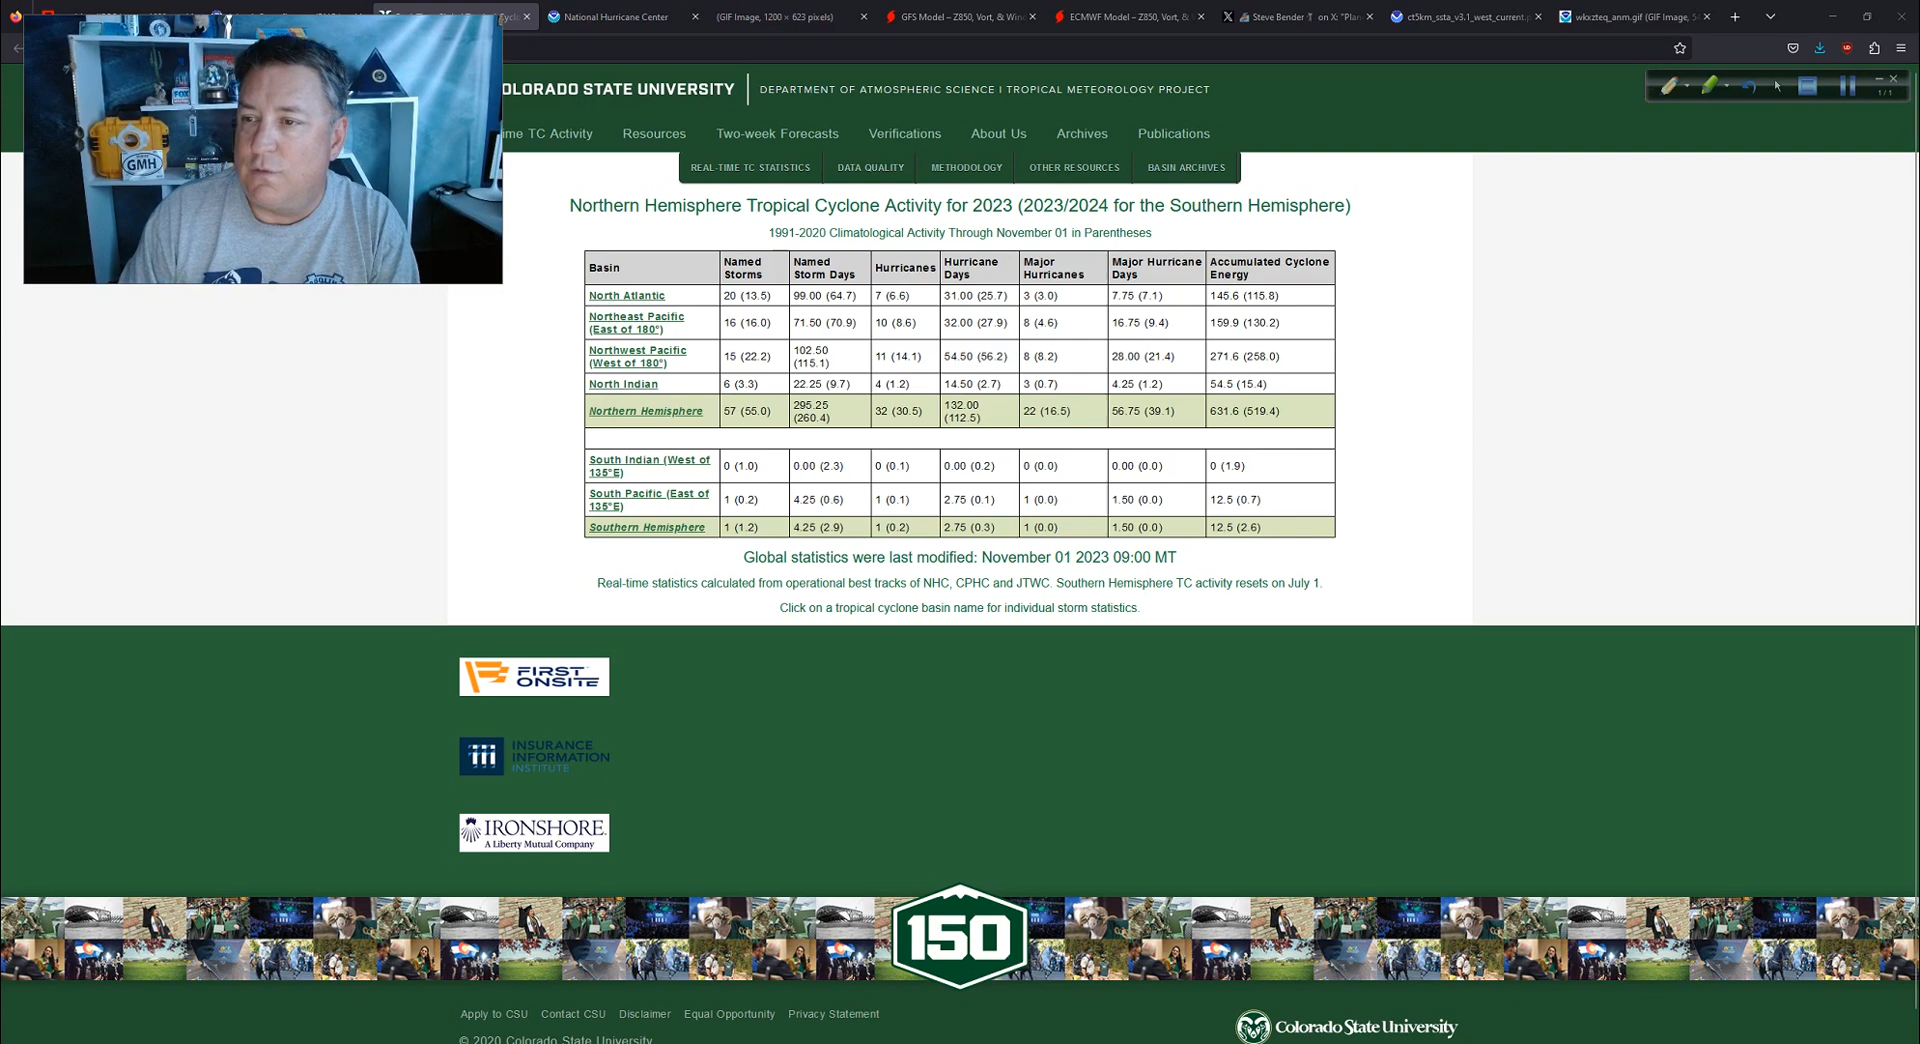 National Hurricane Center
(GIF Image, 1200 × 623 pixels)
GFS Model – Z850, Vort, & Win
ECMWF Model – Z850, Vort, &
Steve Bender on X: "Plan
ct5km_ssta_v3.1_west_current.p
wkxzteq_anm.gif (GIF Image, 5
1/1
FOX
GMH
OLORADO STATE UNIVERSITY
DEPARTMENT OF ATMOSPHERIC SCIENCE | TROPICAL METEOROLOGY PROJECT
ime TC Activity Resources Two-week Forecasts Verifications About Us Archives Publications
REAL-TIME TC STATISTICS DATA QUALITY METHODOLOGY OTHER RESOURCES BASIN ARCHIVES
Northern Hemisphere Tropical Cyclone Activity for 2023 (2023/2024 for the Southern Hemisphere)
1991-2020 Climatological Activity Through November 01 in Parentheses
Basin Named Storms Named Storm Days Hurricanes Hurricane Days Major Hurricanes Major Hurricane Days Accumulated Cyclone Energy
North Atlantic 20 (13.5) 99.00 (64.7) 7 (6.6) 31.00 (25.7) 3 (3.0) 7.75 (7.1) 145.6 (115.8)
Northeast Pacific (East of 180°) 16 (16.0) 71.50 (70.9) 10 (8.6) 32.00 (27.9) 8 (4.6) 16.75 (9.4) 159.9 (130.2)
Northwest Pacific (West of 180°) 15 (22.2) 102.50 (115.1) 11 (14.1) 54.50 (56.2) 8 (8.2) 28.00 (21.4) 271.6 (258.0)
North Indian 6 (3.3) 22.25 (9.7) 4 (1.2) 14.50 (2.7) 3 (0.7) 4.25 (1.2) 54.5 (15.4)
Northern Hemisphere 57 (55.0) 295.25 (260.4) 32 (30.5) 132.00 (112.5) 22 (16.5) 56.75 (39.1) 631.6 (519.4)
South Indian (West of 135°E) 0 (1.0) 0.00 (2.3) 0 (0.1) 0.00 (0.2) 0 (0.0) 0.00 (0.0) 0 (1.9)
South Pacific (East of 135°E) 1 (0.2) 4.25 (0.6) 1 (0.1) 2.75 (0.1) 1 (0.0) 1.50 (0.0) 12.5 (0.7)
Southern Hemisphere 1 (1.2) 4.25 (2.9) 1 (0.2) 2.75 (0.3) 1 (0.0) 1.50 (0.0) 12.5 (2.6)
Global statistics were last modified: November 01 2023 09:00 MT
Real-time statistics calculated from operational best tracks of NHC, CPHC and JTWC. Southern Hemisphere TC activity resets on July 1.
Click on a tropical cyclone basin name for individual storm statistics.
FIRST
ONSITE
INSURANCE
INFORMATION
INSTITUTE
IRONSHORE
A Liberty Mutual Company
150
Apply to CSU Contact CSU Disclaimer Equal Opportunity Privacy Statement
Colorado State University
© 2020 Colorado State University